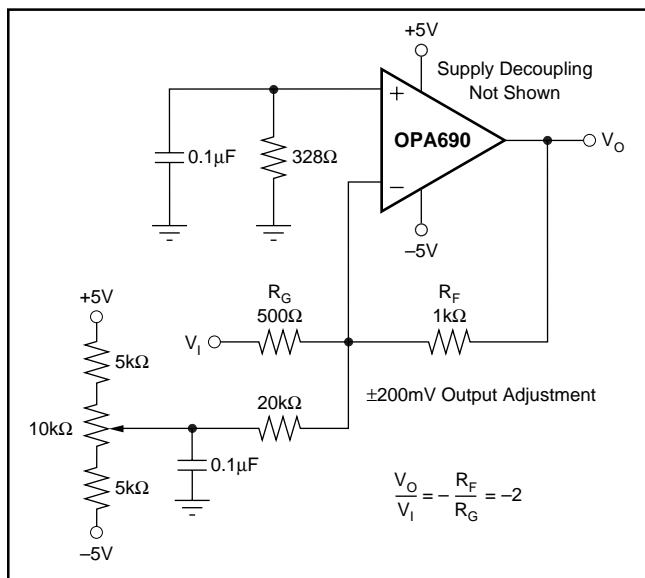 +5V
Supply Decoupling
Not Shown
+
OPA690
V_O
0.1µF
328Ω
−
–5V
R_G
500Ω
R_F
1kΩ
+5V
V_I
5kΩ
±200mV Output Adjustment
20kΩ
10kΩ
0.1µF
5kΩ
V_O / V_I = – R_F / R_G = –2
–5V